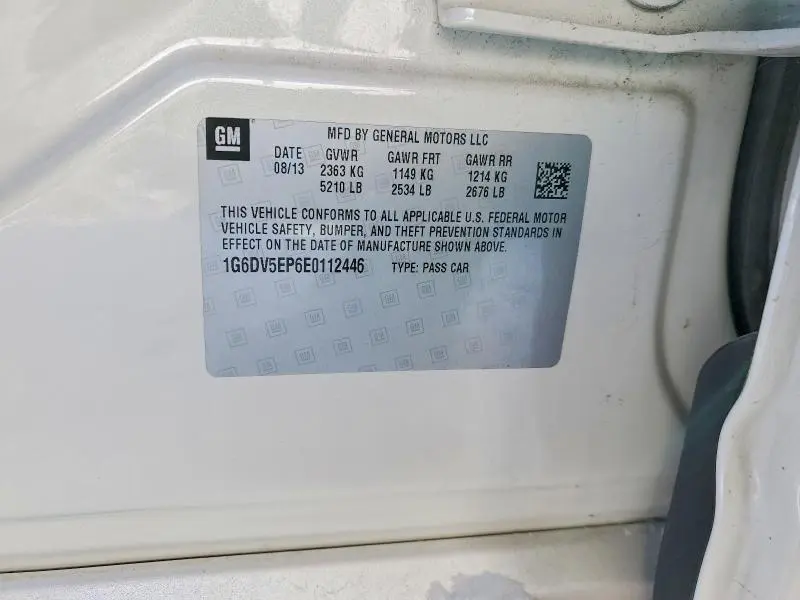 GM
MFD BY GENERAL MOTORS LLC
DATE GVWR GAWR FRT GAWR RR
08/13 2363 KG 1149 KG 1214 KG
5210 LB 2534 LB 2676 LB
THIS VEHICLE CONFORMS TO ALL APPLICABLE U.S. FEDERAL MOTOR
VEHICLE SAFETY, BUMPER, AND THEFT PREVENTION STANDARDS IN
EFFECT ON THE DATE OF MANUFACTURE SHOWN ABOVE.
1G6DV5EP6E0112446 TYPE: PASS CAR